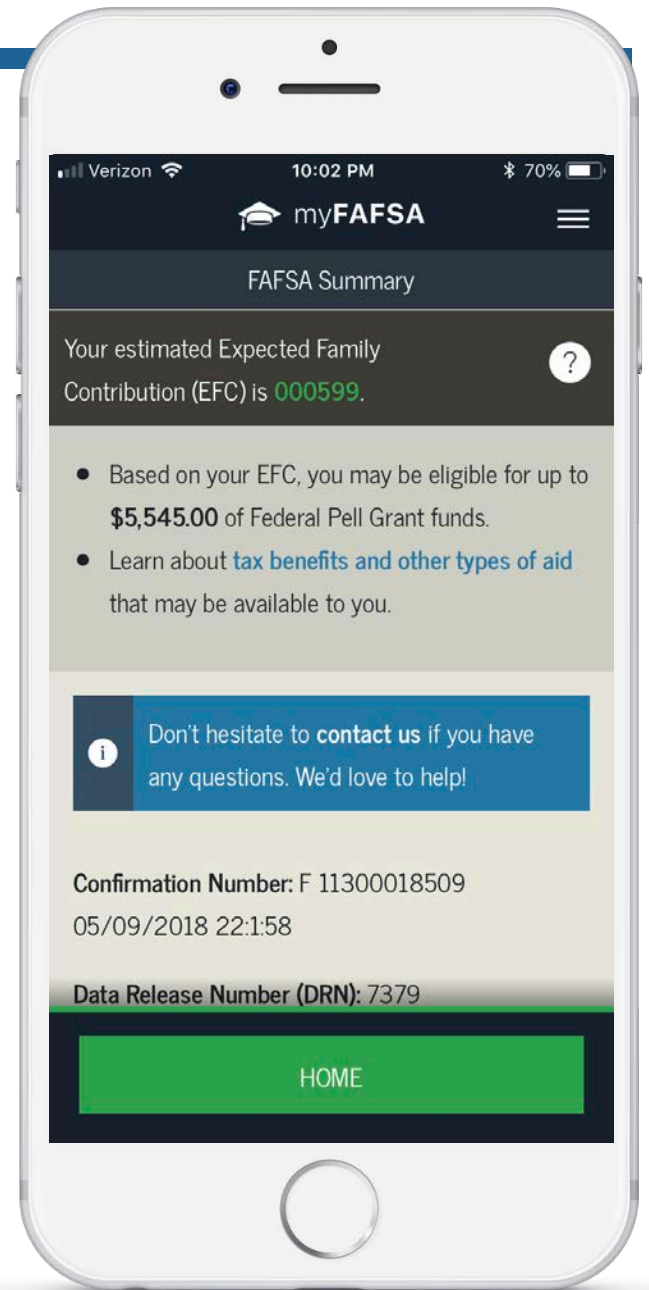 Verizon 10:02 PM 70%
myFAFSA
FAFSA Summary
Your estimated Expected Family
Contribution (EFC) is 000599.
?
• Based on your EFC, you may be eligible for up to
$5,545.00 of Federal Pell Grant funds.
• Learn about tax benefits and other types of aid
that may be available to you.
i
Don't hesitate to contact us if you have
any questions. We'd love to help!
Confirmation Number: F 11300018509
05/09/2018 22:1:58
Data Release Number (DRN): 7379
HOME